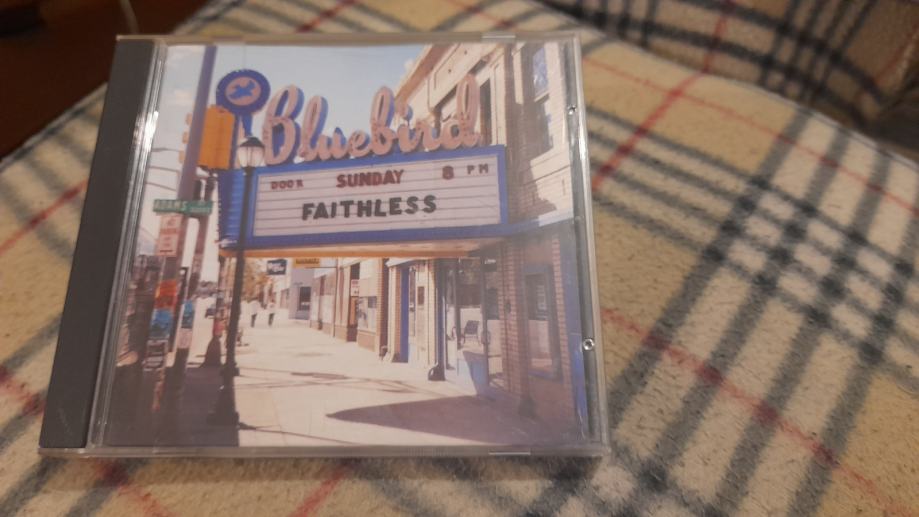 Bluebird
DOOR SUNDAY 8 PM
FAITHLESS
ADAMS